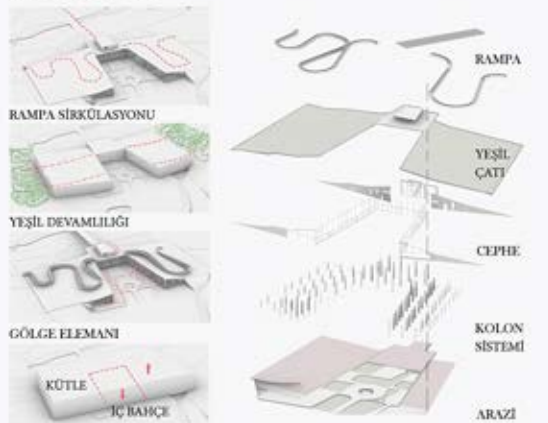 RAMPA SİRKÜLASYONU
YEŞİL DEVAMLILIĞI
GÖLGE ELEMANI
KÜTLE
İÇ BAHÇE
RAMPA
YEŞİL
ÇATI
CEPHE
KOLON
SİSTEMİ
ARAZİ